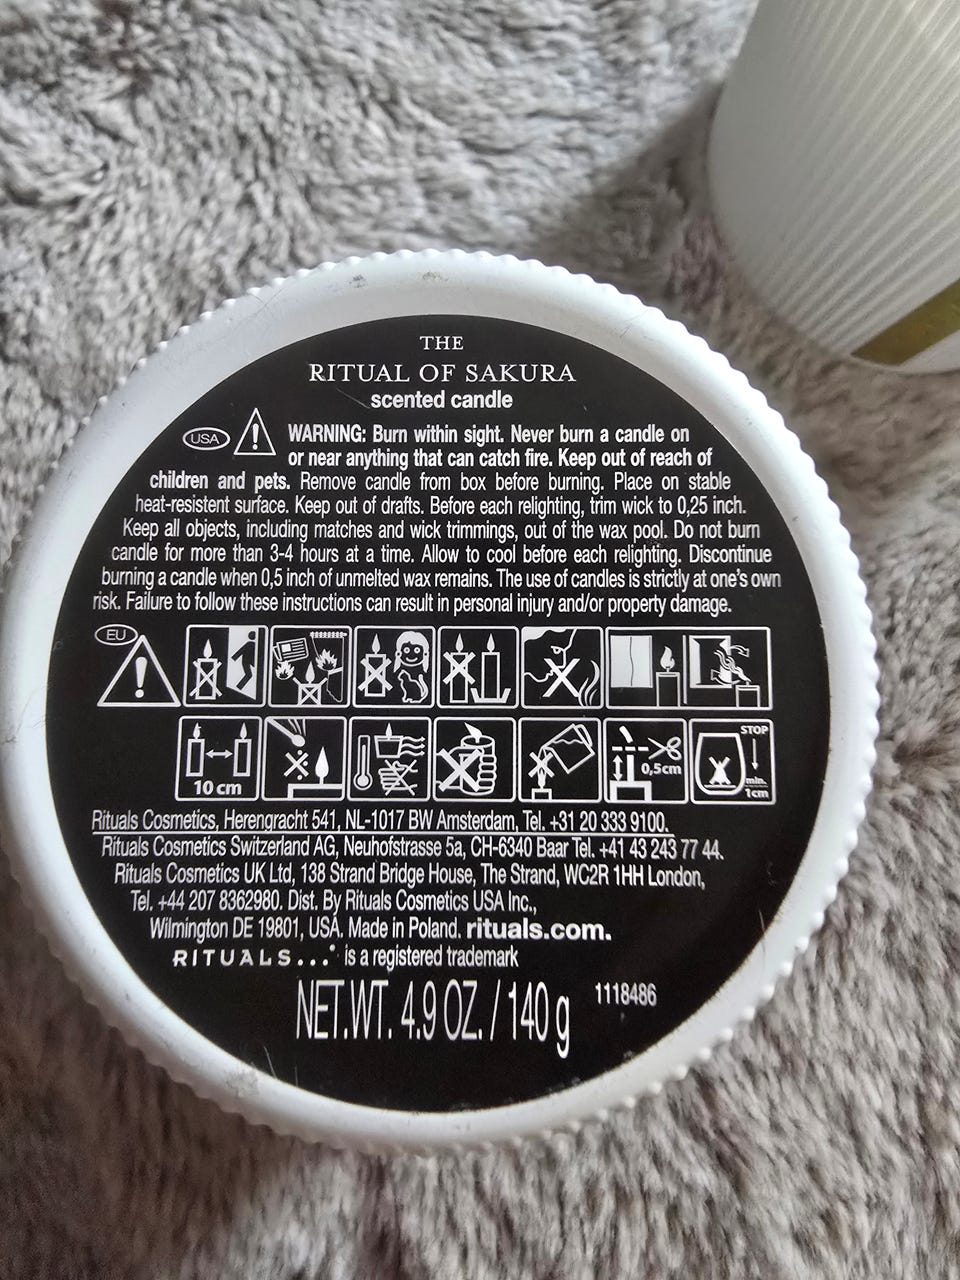 THE
RITUAL OF SAKURA
scented candle
USA WARNING: Burn within sight. Never burn a candle on
or near anything that can catch fire. Keep out of reach of
children and pets. Remove candle from box before burning. Place on stable
heat-resistent surface. Keep out of drafts. Before each relighting, trim wick to 0,25 inch.
Keep all objects, including matches and wick trimmings, out of the wax pool. Do not burn
candle for more than 3-4 hours at a time. Allow to cool before each relighting. Discontinue
burning a candle when 0,5 inch of unmelted wax remains. The use of candles is strictly at one's own
risk. Failure to follow these instructions can result in personal injury and/or property damage.
EU
10 cm
0,5cm
STOP
min.
1cm
Rituals Cosmetics, Herengracht 541, NL-1017 BW Amsterdam, Tel. +31 20 333 9100.
Rituals Cosmetics Switzerland AG, Neuhofstrasse 5a, CH-6340 Baar Tel. +41 43 243 77 44.
Rituals Cosmetics UK Ltd, 138 Strand Bridge House, The Strand, WC2R 1HH London,
Tel. +44 207 8362980. Dist. By Rituals Cosmetics USA Inc.,
Wilmington DE 19801, USA. Made in Poland. rituals.com.
RITUALS... is a registered trademark
NET.WT. 4.9 OZ. / 140 g 1118486